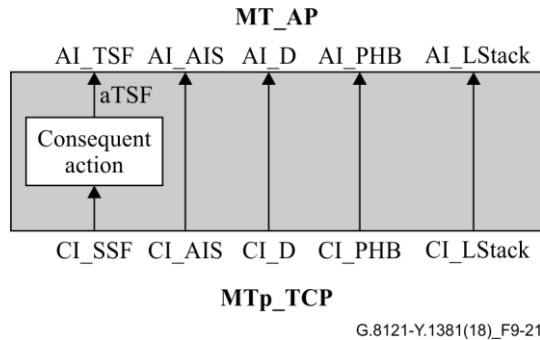 MT_AP
AI_TSF AI_AIS AI_D AI_PHB AI_LStack
aTSF
Consequent
action
CI_SSF CI_AIS CI_D CI_PHB CI_LStack
MTp_TCP
G.8121-Y.1381(18)_F9-21